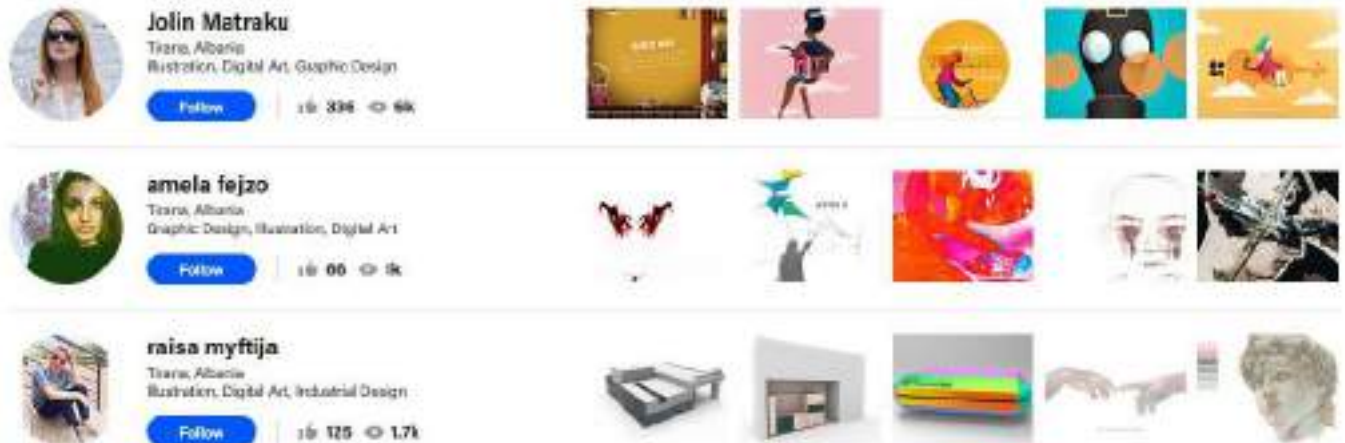 Jolin Matraku
Tirana, Albania
Illustration, Digital Art, Graphic Design
Follow
336 6k
amela fejzo
Tirana, Albania
Graphic Design, Illustration, Digital Art
Follow
66 1k
raisa myftija
Tirana, Albania
Illustration, Digital Art, Industrial Design
Follow
125 1.7k